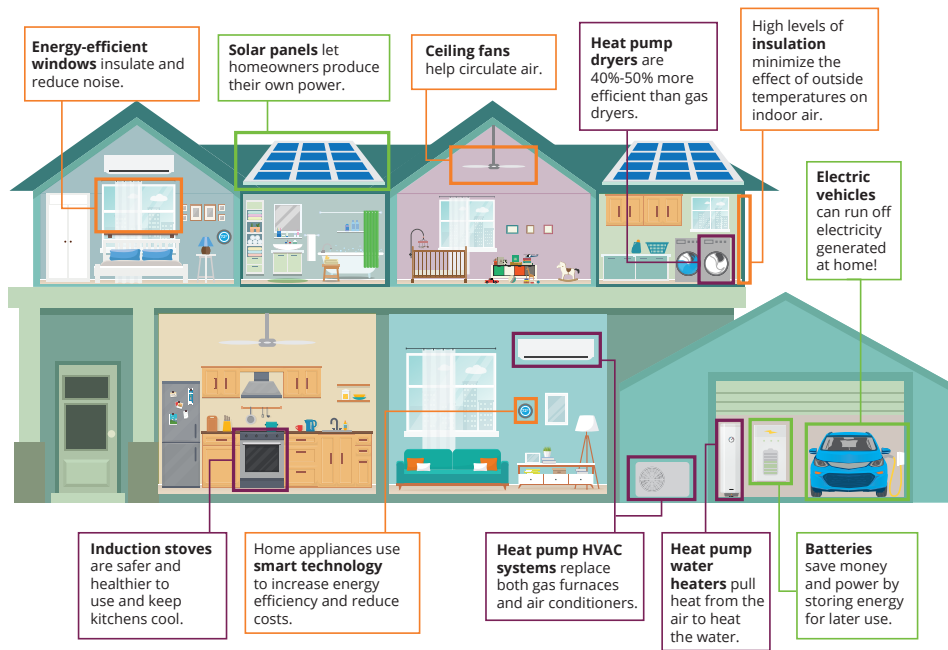 Energy-efficient
windows insulate and
reduce noise.
Solar panels let
homeowners produce
their own power.
Ceiling fans
help circulate air.
Heat pump
dryers are
40%-50% more
efficient than gas
dryers.
High levels of
insulation
minimize the
effect of outside
temperatures on
indoor air.
Electric
vehicles
can run off
electricity
generated
at home!
Induction stoves
are safer and
healthier to
use and keep
kitchens cool.
Home appliances use
smart technology
to increase energy
efficiency and reduce
costs.
Heat pump HVAC
systems replace
both gas furnaces
and air conditioners.
Heat pump
water
heaters pull
heat from the
air to heat
the water.
Batteries
save money
and power by
storing energy
for later use.